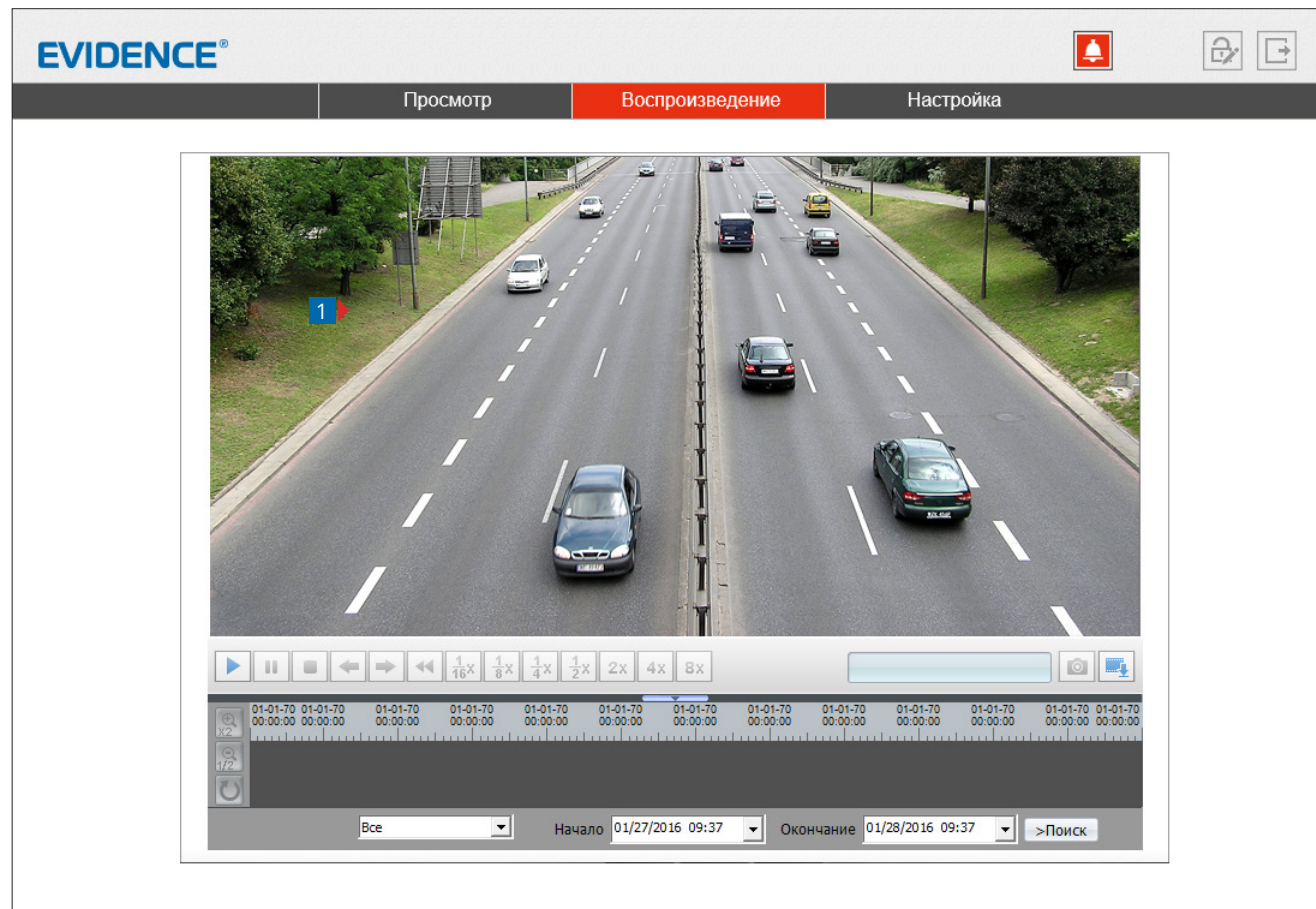 EVIDENCE®
Просмотр Воспроизведение Настройка
1
1/16x 1/8x 1/4x 1/2x 2x 4x 8x
01-01-70 01-01-70 01-01-70 01-01-70 01-01-70 01-01-70 01-01-70 01-01-70 01-01-70 01-01-70 01-01-70 01-01-70 01-01-70
00:00:00 00:00:00 00:00:00 00:00:00 00:00:00 00:00:00 00:00:00 00:00:00 00:00:00 00:00:00 00:00:00 00:00:00 00:00:00
X2
1/2
Все Начало 01/27/2016 09:37 Окончание 01/28/2016 09:37 >Поиск